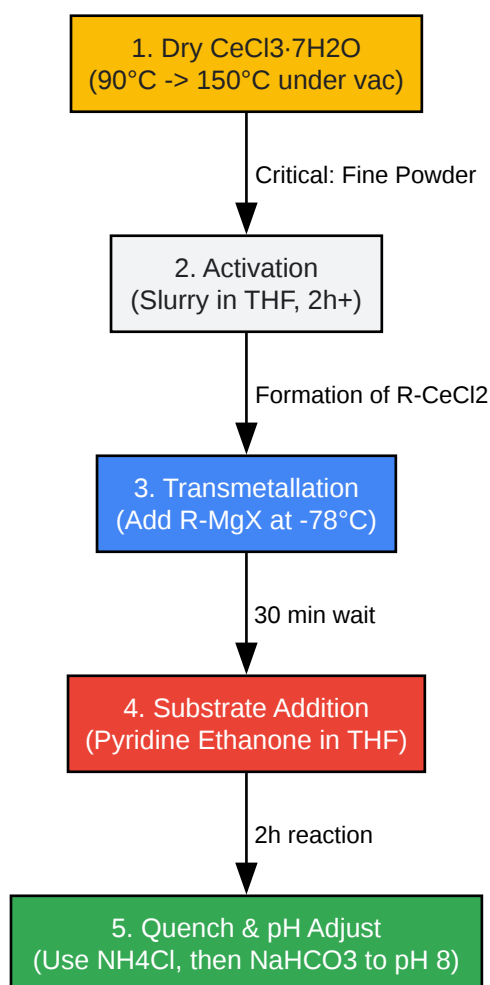 1. Dry CeCl3·7H2O
(90°C -> 150°C under vac)
Critical: Fine Powder
2. Activation
(Slurry in THF, 2h+)
Formation of R-CeCl2
3. Transmetallation
(Add R-MgX at -78°C)
30 min wait
4. Substrate Addition
(Pyridine Ethanone in THF)
2h reaction
5. Quench & pH Adjust
(Use NH4Cl, then NaHCO3 to pH 8)